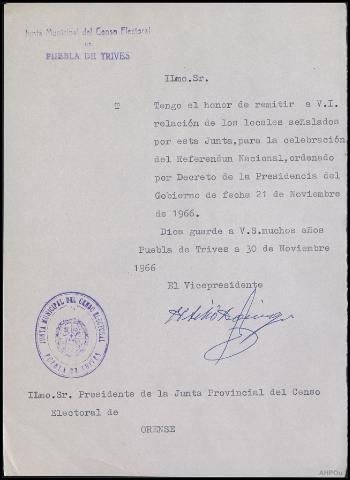 Junta Municipal del Censo Electoral
DE
PUEBLA DE TRIVES
ILmo.Sr.
Tengo el honor de remitir a V.I.
relación de los locales señalados
por esta Junta,para la celebración
del Referendun Nacional,ordenado
por Decreto de la Presidencia del
Gobierno de fecha 21 de Noviembre
de 1966.
Dios guarde a V.S.muchos años
Puebla de Trives a 30 de Noviembre
1966
El Vicepresidente
JUNTA MUNICIPAL DEL CENSO ELECTORAL
PUEBLA DE TRIVES
ILmo.Sr. Presidente de la Junta Provincial del Censo
Electoral de
ORENSE
AHPOu